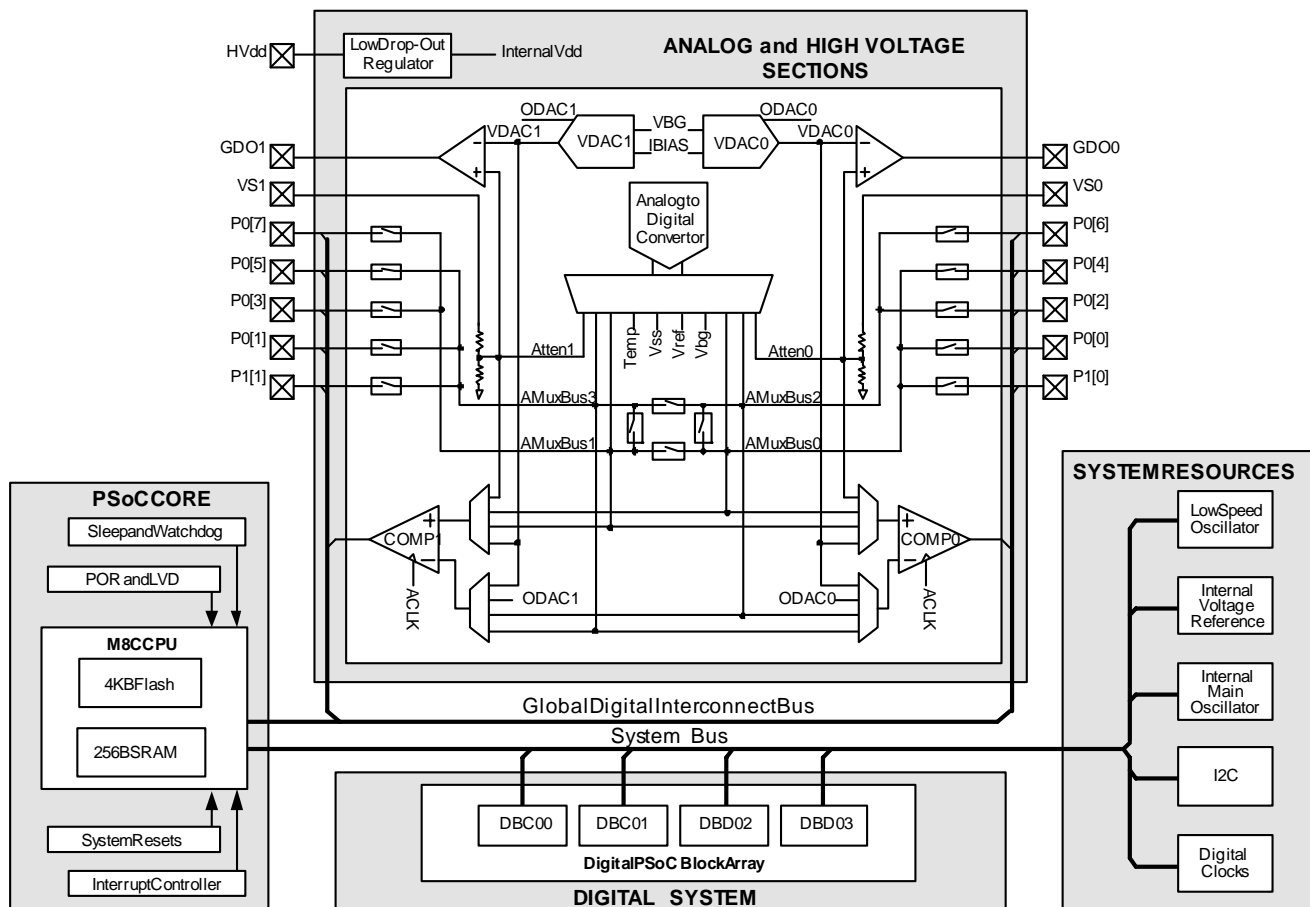 HVdd
LowDrop-Out
Regulator
InternalVdd
ANALOG and HIGH VOLTAGE
SECTIONS
ODAC1
VDAC1
VDAC1
VBG
IBIAS
ODAC0
VDAC0
VDAC0
GDO1
VS1
P0[7]
P0[5]
P0[3]
P0[1]
P1[1]
GDO0
VS0
P0[6]
P0[4]
P0[2]
P0[0]
P1[0]
−
+
−
+
Analogto
Digital
Convertor
Temp
Vss
Vref
Vbg
Atten1
Atten0
AMuxBus3
AMuxBus2
AMuxBus1
AMuxBus0
+
COMP1
−
ACLK
ODAC1
+
COMP0
−
ACLK
ODAC0
PSoCCORE
SleepandWatchdog
POR andLVD
M8CCPU
4KBFlash
256BSRAM
SystemResets
InterruptController
GlobalDigitalInterconnectBus
System Bus
DBC00
DBC01
DBD02
DBD03
DigitalPSoC BlockArray
DIGITAL SYSTEM
SYSTEMRESOURCES
LowSpeed
Oscillator
Internal
Voltage
Reference
Internal
Main
Oscillator
I2C
Digital
Clocks